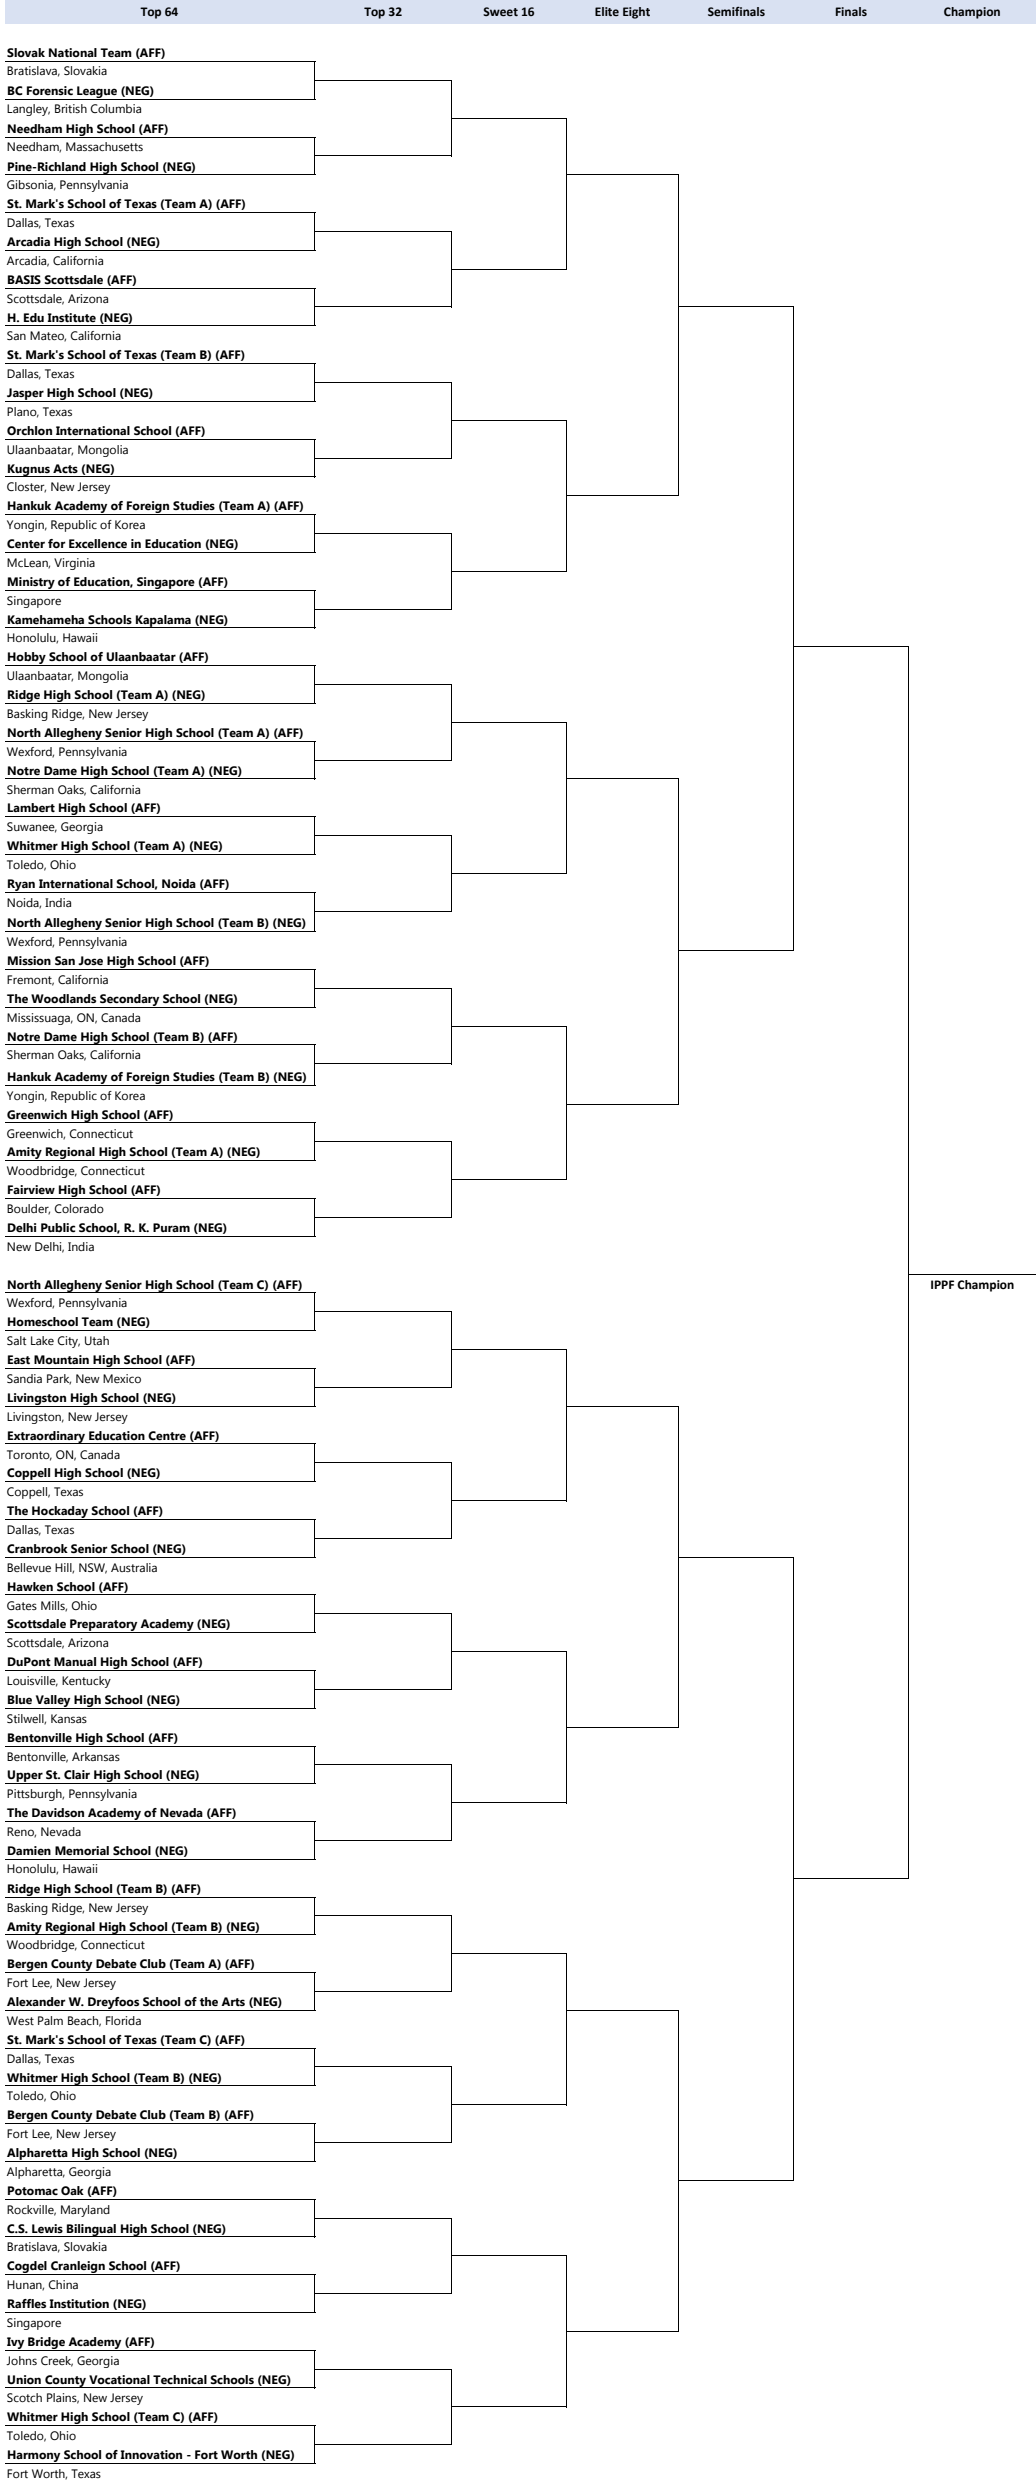 Top 64 Top 32 Sweet 16 Elite Eight Semifinals Finals Champion
Slovak National Team (AFF)
Bratislava, Slovakia
BC Forensic League (NEG)
Langley, British Columbia
Needham High School (AFF)
Needham, Massachusetts
Pine-Richland High School (NEG)
Gibsonia, Pennsylvania
St. Mark's School of Texas (Team A) (AFF)
Dallas, Texas
Arcadia High School (NEG)
Arcadia, California
BASIS Scottsdale (AFF)
Scottsdale, Arizona
H. Edu Institute (NEG)
San Mateo, California
St. Mark's School of Texas (Team B) (AFF)
Dallas, Texas
Jasper High School (NEG)
Plano, Texas
Orchlon International School (AFF)
Ulaanbaatar, Mongolia
Kugnus Acts (NEG)
Closter, New Jersey
Hankuk Academy of Foreign Studies (Team A) (AFF)
Yongin, Republic of Korea
Center for Excellence in Education (NEG)
McLean, Virginia
Ministry of Education, Singapore (AFF)
Singapore
Kamehameha Schools Kapalama (NEG)
Honolulu, Hawaii
Hobby School of Ulaanbaatar (AFF)
Ulaanbaatar, Mongolia
Ridge High School (Team A) (NEG)
Basking Ridge, New Jersey
North Allegheny Senior High School (Team A) (AFF)
Wexford, Pennsylvania
Notre Dame High School (Team A) (NEG)
Sherman Oaks, California
Lambert High School (AFF)
Suwanee, Georgia
Whitmer High School (Team A) (NEG)
Toledo, Ohio
Ryan International School, Noida (AFF)
Noida, India
North Allegheny Senior High School (Team B) (NEG)
Wexford, Pennsylvania
Mission San Jose High School (AFF)
Fremont, California
The Woodlands Secondary School (NEG)
Mississuaga, ON, Canada
Notre Dame High School (Team B) (AFF)
Sherman Oaks, California
Hankuk Academy of Foreign Studies (Team B) (NEG)
Yongin, Republic of Korea
Greenwich High School (AFF)
Greenwich, Connecticut
Amity Regional High School (Team A) (NEG)
Woodbridge, Connecticut
Fairview High School (AFF)
Boulder, Colorado
Delhi Public School, R. K. Puram (NEG)
New Delhi, India
North Allegheny Senior High School (Team C) (AFF)
IPPF Champion
Wexford, Pennsylvania
Homeschool Team (NEG)
Salt Lake City, Utah
East Mountain High School (AFF)
Sandia Park, New Mexico
Livingston High School (NEG)
Livingston, New Jersey
Extraordinary Education Centre (AFF)
Toronto, ON, Canada
Coppell High School (NEG)
Coppell, Texas
The Hockaday School (AFF)
Dallas, Texas
Cranbrook Senior School (NEG)
Bellevue Hill, NSW, Australia
Hawken School (AFF)
Gates Mills, Ohio
Scottsdale Preparatory Academy (NEG)
Scottsdale, Arizona
DuPont Manual High School (AFF)
Louisville, Kentucky
Blue Valley High School (NEG)
Stilwell, Kansas
Bentonville High School (AFF)
Bentonville, Arkansas
Upper St. Clair High School (NEG)
Pittsburgh, Pennsylvania
The Davidson Academy of Nevada (AFF)
Reno, Nevada
Damien Memorial School (NEG)
Honolulu, Hawaii
Ridge High School (Team B) (AFF)
Basking Ridge, New Jersey
Amity Regional High School (Team B) (NEG)
Woodbridge, Connecticut
Bergen County Debate Club (Team A) (AFF)
Fort Lee, New Jersey
Alexander W. Dreyfoos School of the Arts (NEG)
West Palm Beach, Florida
St. Mark's School of Texas (Team C) (AFF)
Dallas, Texas
Whitmer High School (Team B) (NEG)
Toledo, Ohio
Bergen County Debate Club (Team B) (AFF)
Fort Lee, New Jersey
Alpharetta High School (NEG)
Alpharetta, Georgia
Potomac Oak (AFF)
Rockville, Maryland
C.S. Lewis Bilingual High School (NEG)
Bratislava, Slovakia
Cogdel Cranleign School (AFF)
Hunan, China
Raffles Institution (NEG)
Singapore
Ivy Bridge Academy (AFF)
Johns Creek, Georgia
Union County Vocational Technical Schools (NEG)
Scotch Plains, New Jersey
Whitmer High School (Team C) (AFF)
Toledo, Ohio
Harmony School of Innovation - Fort Worth (NEG)
Fort Worth, Texas